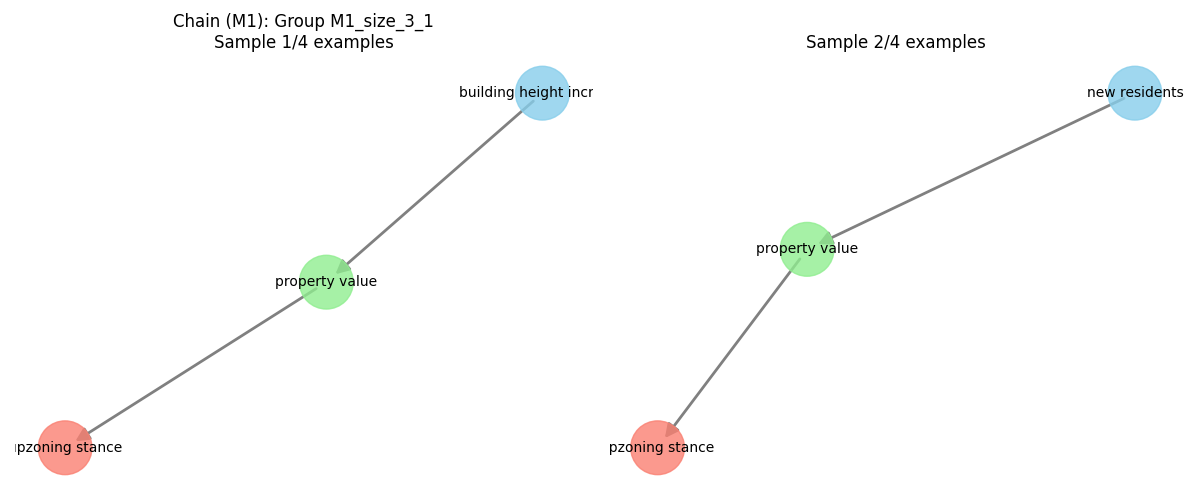 Chain (M1): Group M1_size_3_1
Sample 1/4 examples
building height incr
property value
pzoning stance
Sample 2/4 examples
new residents
property value
pzoning stance